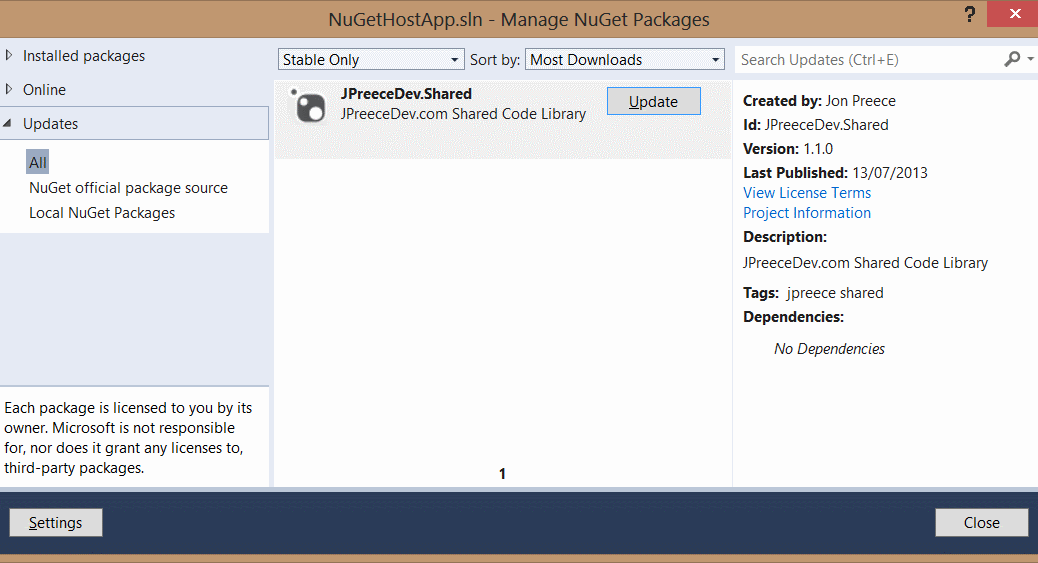 NuGetHostApp.sln - Manage NuGet Packages
?
Installed packages
Online
Updates
All
NuGet official package source
Local NuGet Packages
Each package is licensed to you by its
owner. Microsoft is not responsible
for, nor does it grant any licenses to,
third-party packages.
Stable Only
Sort by:
Most Downloads
JPreeceDev.Shared
JPreeceDev.com Shared Code Library
Update
1
Search Updates (Ctrl+E)
Created by: Jon Preece
Id: JPreeceDev.Shared
Version: 1.1.0
Last Published: 13/07/2013
View License Terms
Project Information
Description:
JPreeceDev.com Shared Code Library
Tags: jpreece shared
Dependencies:
No Dependencies
Settings
Close